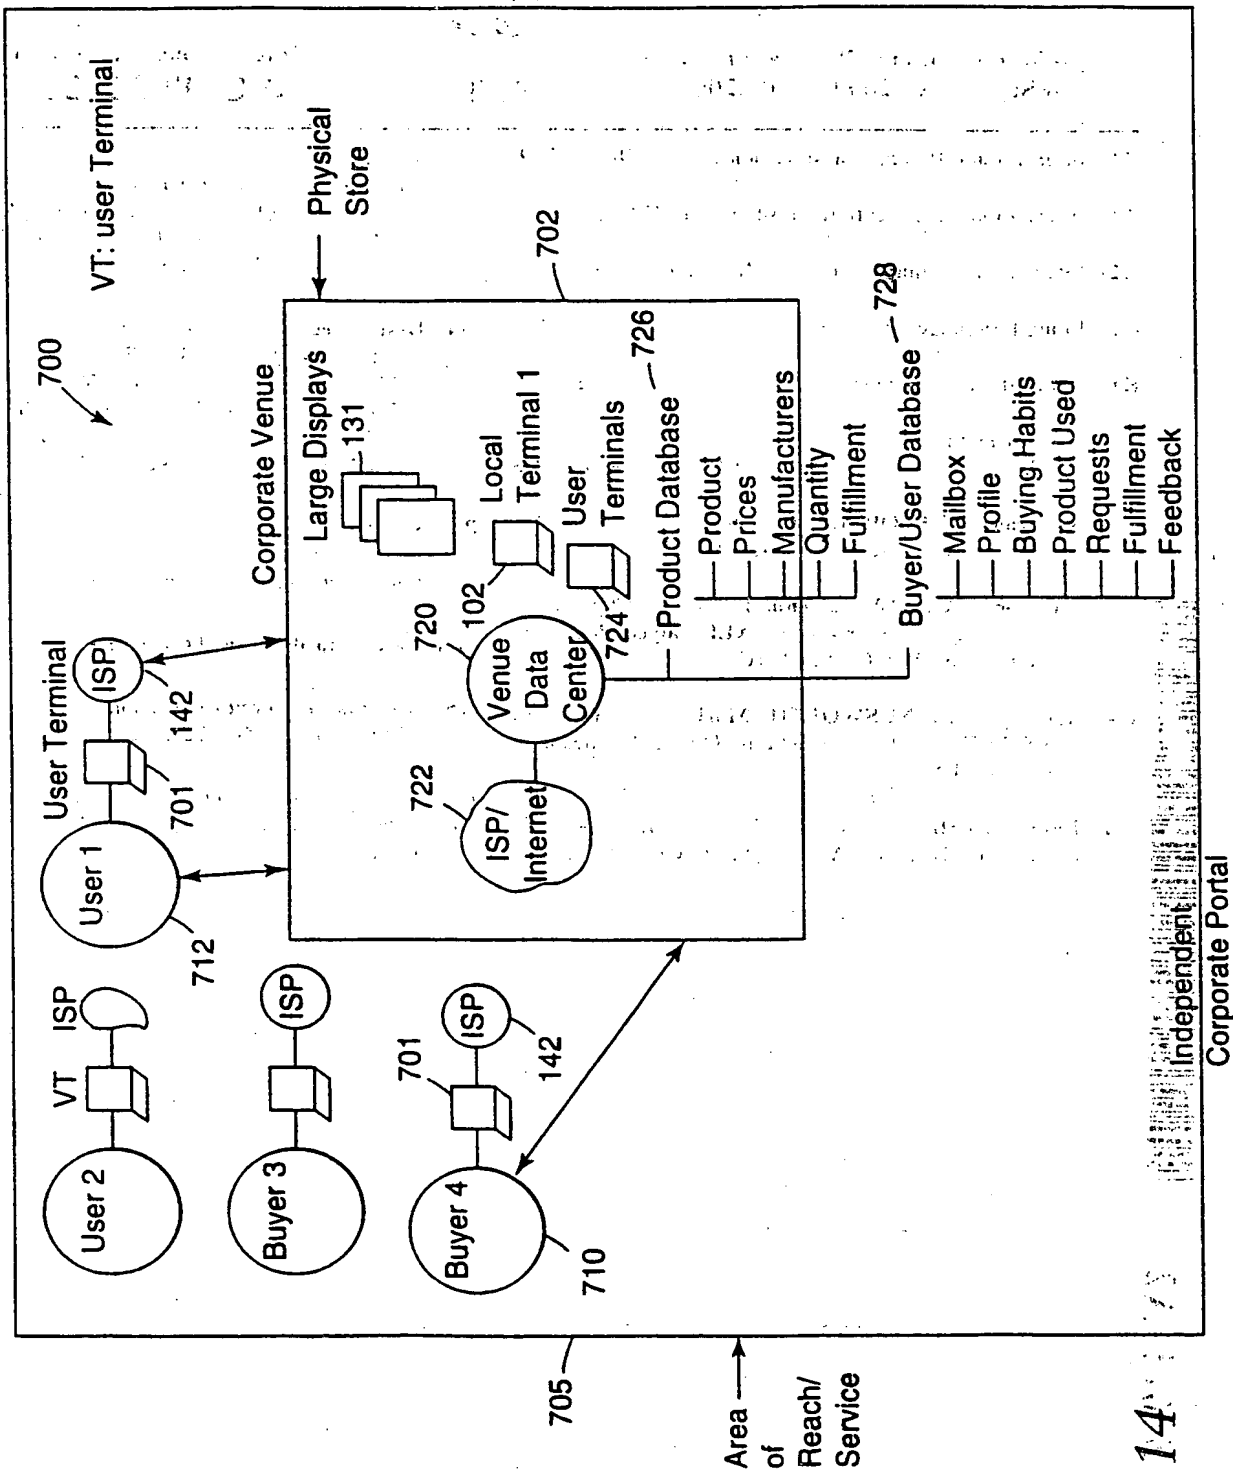 700
VT: user Terminal
User 2
VT
ISP
User 1
712
User Terminal
701
ISP
142
Buyer 3
ISP
Buyer 4
710
701
ISP
142
Corporate Venue
Physical
Store
702
Large Displays
131
Local
Terminal 1
102
User
Terminals
724
720
Venue
Data
Center
722
ISP/
Internet
Product Database
726
Product
Prices
Manufacturers
Quantity
Fulfillment
Buyer/User Database
728
Mailbox
Profile
Buying Habits
Product Used
Requests
Fulfillment
Feedback
705
Area
of
Reach/
Service
Independent
Corporate Portal
14